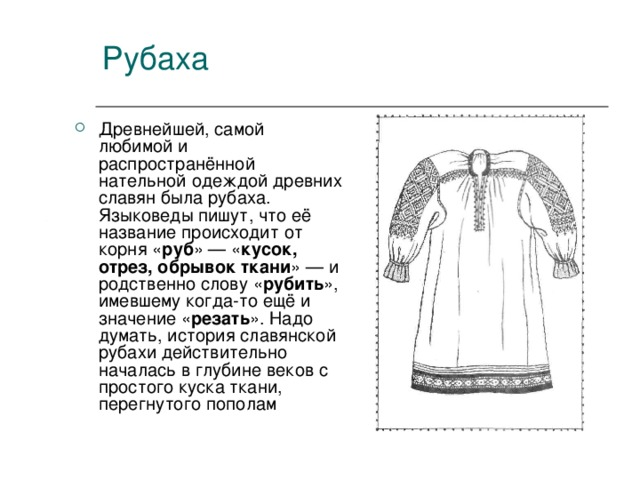 Рубаха
Древнейшей, самой
любимой и
распространённой
нательной одеждой древних
славян была рубаха.
Языковеды пишут, что её
название происходит от
корня «руб» — «кусок,
отрез, обрывок ткани» — и
родственно слову «рубить»,
имевшему когда-то ещё и
значение «резать». Надо
думать, история славянской
рубахи действительно
началась в глубине веков с
простого куска ткани,
перегнутого пополам